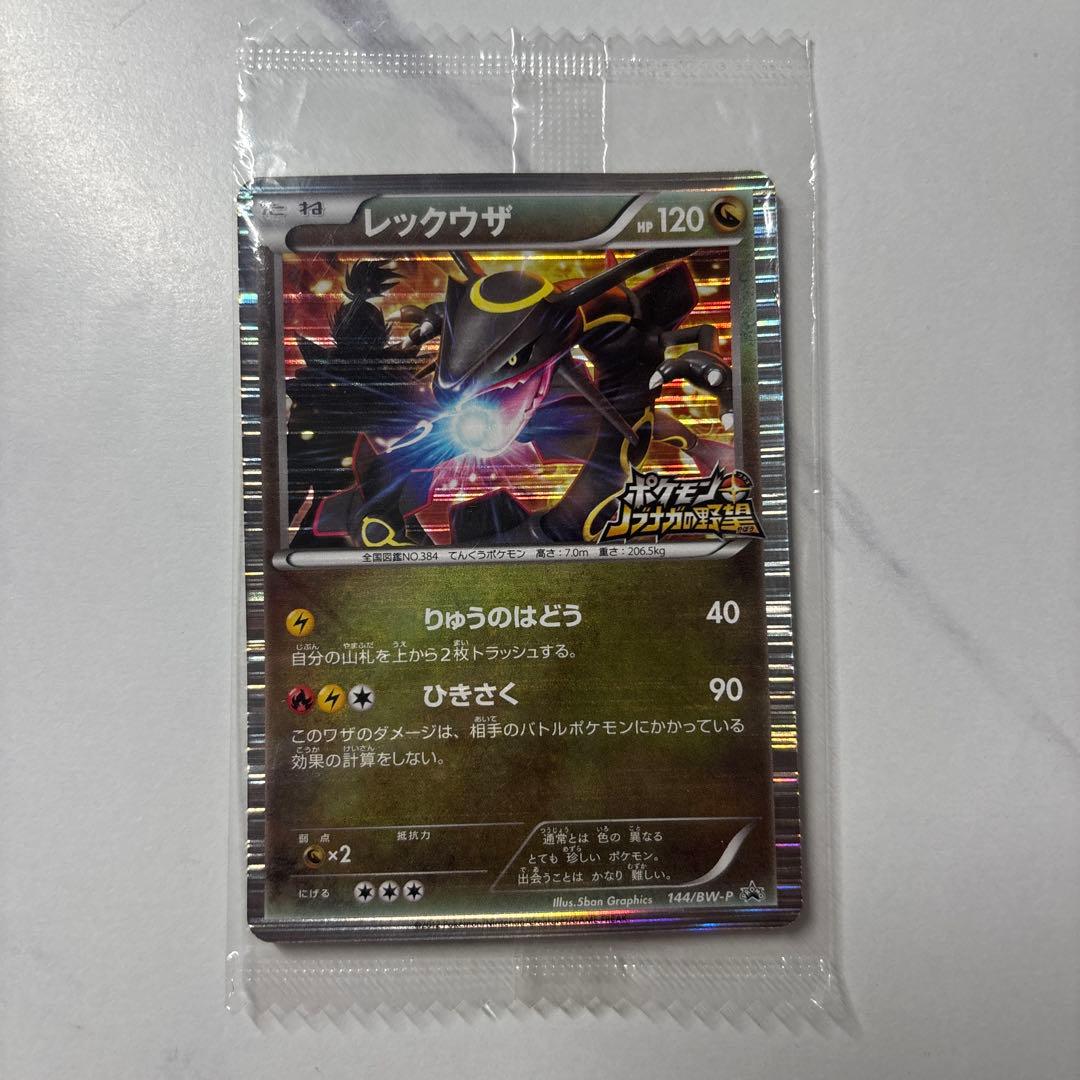 たね
レックウザ
HP 120
ポケモン+
ノブナガの野望
全国図鑑NO.384 てんくうポケモン 高さ:7.0m 重さ:206.5kg
りゅうのはどう 40
自分の山札を上から2枚トラッシュする。
ひきさく 90
このワザのダメージは、相手のバトルポケモンにかかっている
効果の計算をしない。
弱点 抵抗力
×2
にげる
通常とは 色の 異なる
とても 珍しい ポケモン。
出会うことは かなり 難しい。
Illus.5ban Graphics 144/BW-P